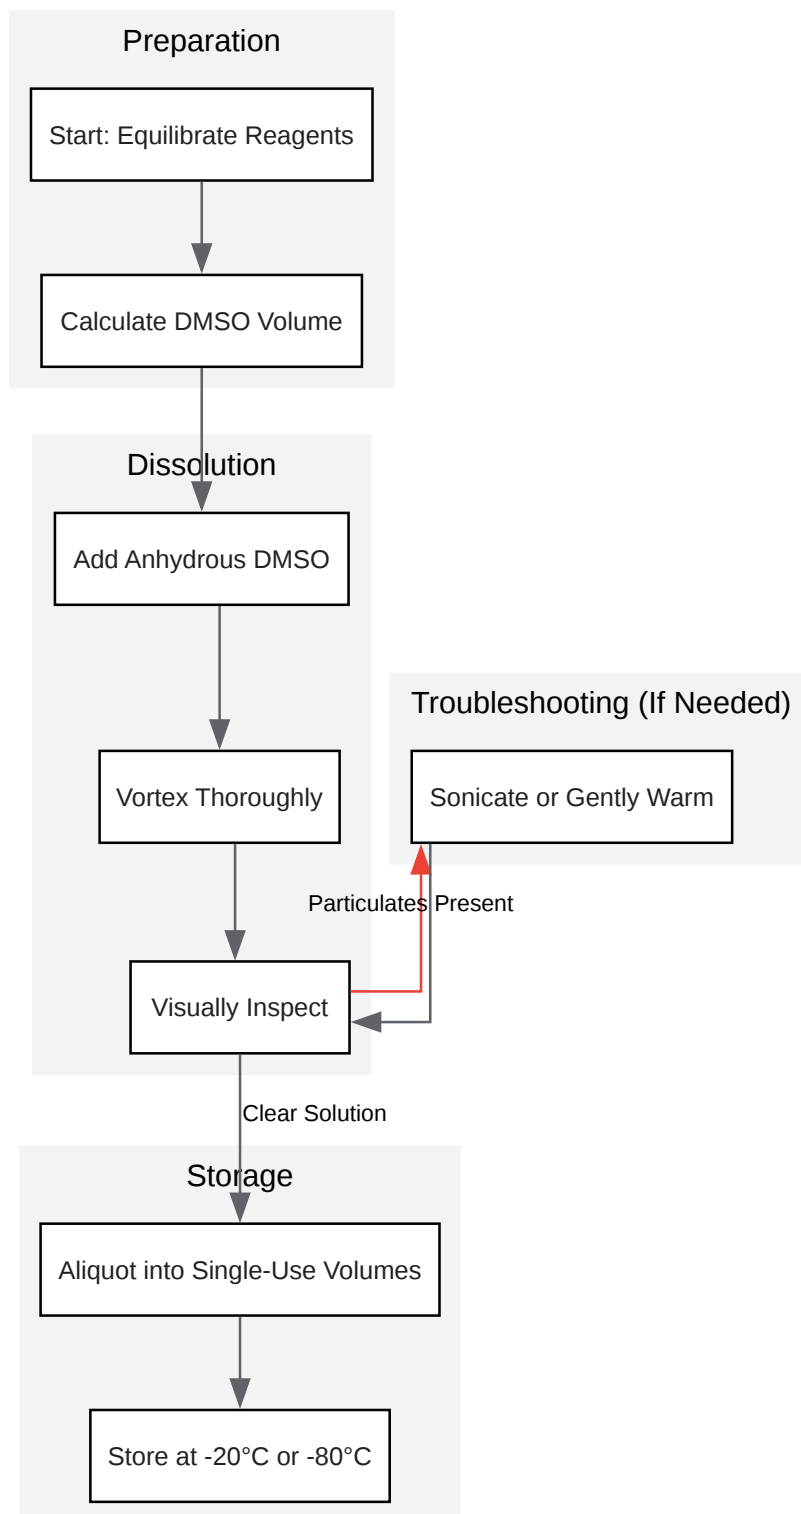 Preparation
Start: Equilibrate Reagents
Calculate DMSO Volume
Dissolution
Add Anhydrous DMSO
Troubleshooting (If Needed)
Vortex Thoroughly
Sonicate or Gently Warm
Particulates Present
Visually Inspect
Clear Solution
Storage
Aliquot into Single-Use Volumes
Store at -20°C or -80°C